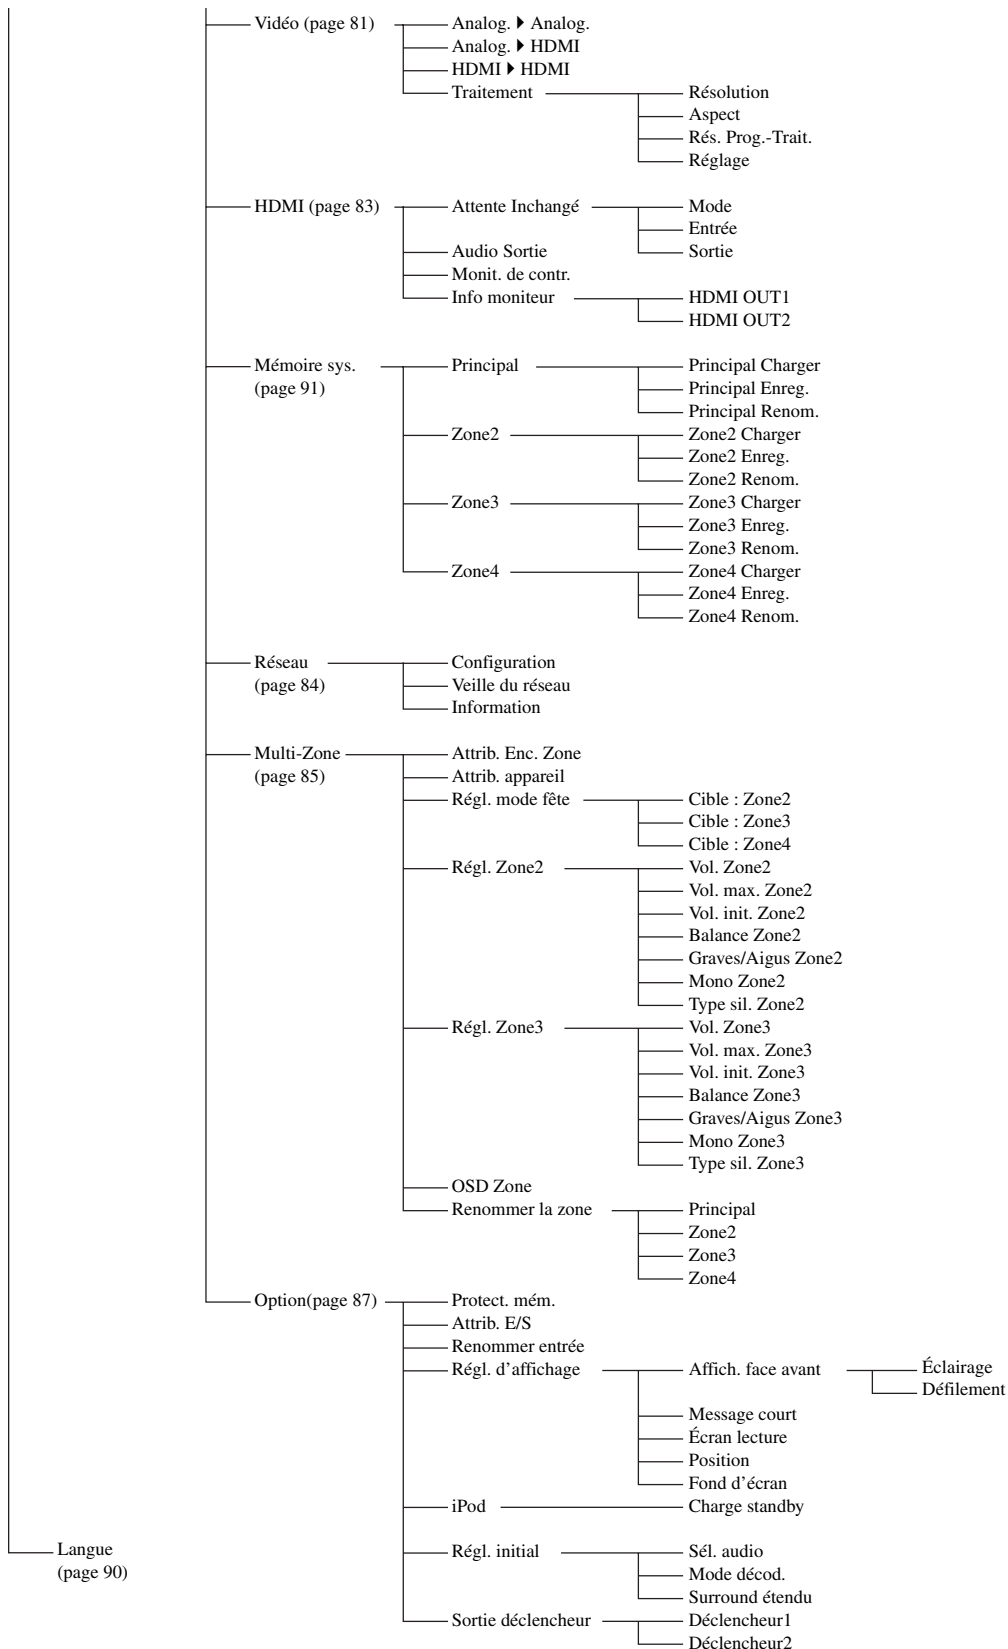 Vidéo (page 81)
Analog. ▶ Analog.
Analog. ▶ HDMI
HDMI ▶ HDMI
Traitement
Résolution
Aspect
Rés. Prog.-Trait.
Réglage
HDMI (page 83)
Attente Inchangé
Mode
Entrée
Sortie
Audio Sortie
Monit. de contr.
Info moniteur
HDMI OUT1
HDMI OUT2
Mémoire sys.
(page 91)
Principal
Principal Charger
Principal Enreg.
Principal Renom.
Zone2
Zone2 Charger
Zone2 Enreg.
Zone2 Renom.
Zone3
Zone3 Charger
Zone3 Enreg.
Zone3 Renom.
Zone4
Zone4 Charger
Zone4 Enreg.
Zone4 Renom.
Réseau
(page 84)
Configuration
Veille du réseau
Information
Multi-Zone
(page 85)
Attrib. Enc. Zone
Attrib. appareil
Régl. mode fête
Cible : Zone2
Cible : Zone3
Cible : Zone4
Régl. Zone2
Vol. Zone2
Vol. max. Zone2
Vol. init. Zone2
Balance Zone2
Graves/Aigus Zone2
Mono Zone2
Type sil. Zone2
Régl. Zone3
Vol. Zone3
Vol. max. Zone3
Vol. init. Zone3
Balance Zone3
Graves/Aigus Zone3
Mono Zone3
Type sil. Zone3
OSD Zone
Renommer la zone
Principal
Zone2
Zone3
Zone4
Option(page 87)
Protect. mém.
Attrib. E/S
Renommer entrée
Régl. d'affichage
Affich. face avant
Éclairage
Défilement
Message court
Écran lecture
Position
Fond d'écran
iPod
Charge standby
Régl. initial
Sél. audio
Mode décod.
Surround étendu
Sortie déclencheur
Déclencheur1
Déclencheur2
Langue
(page 90)